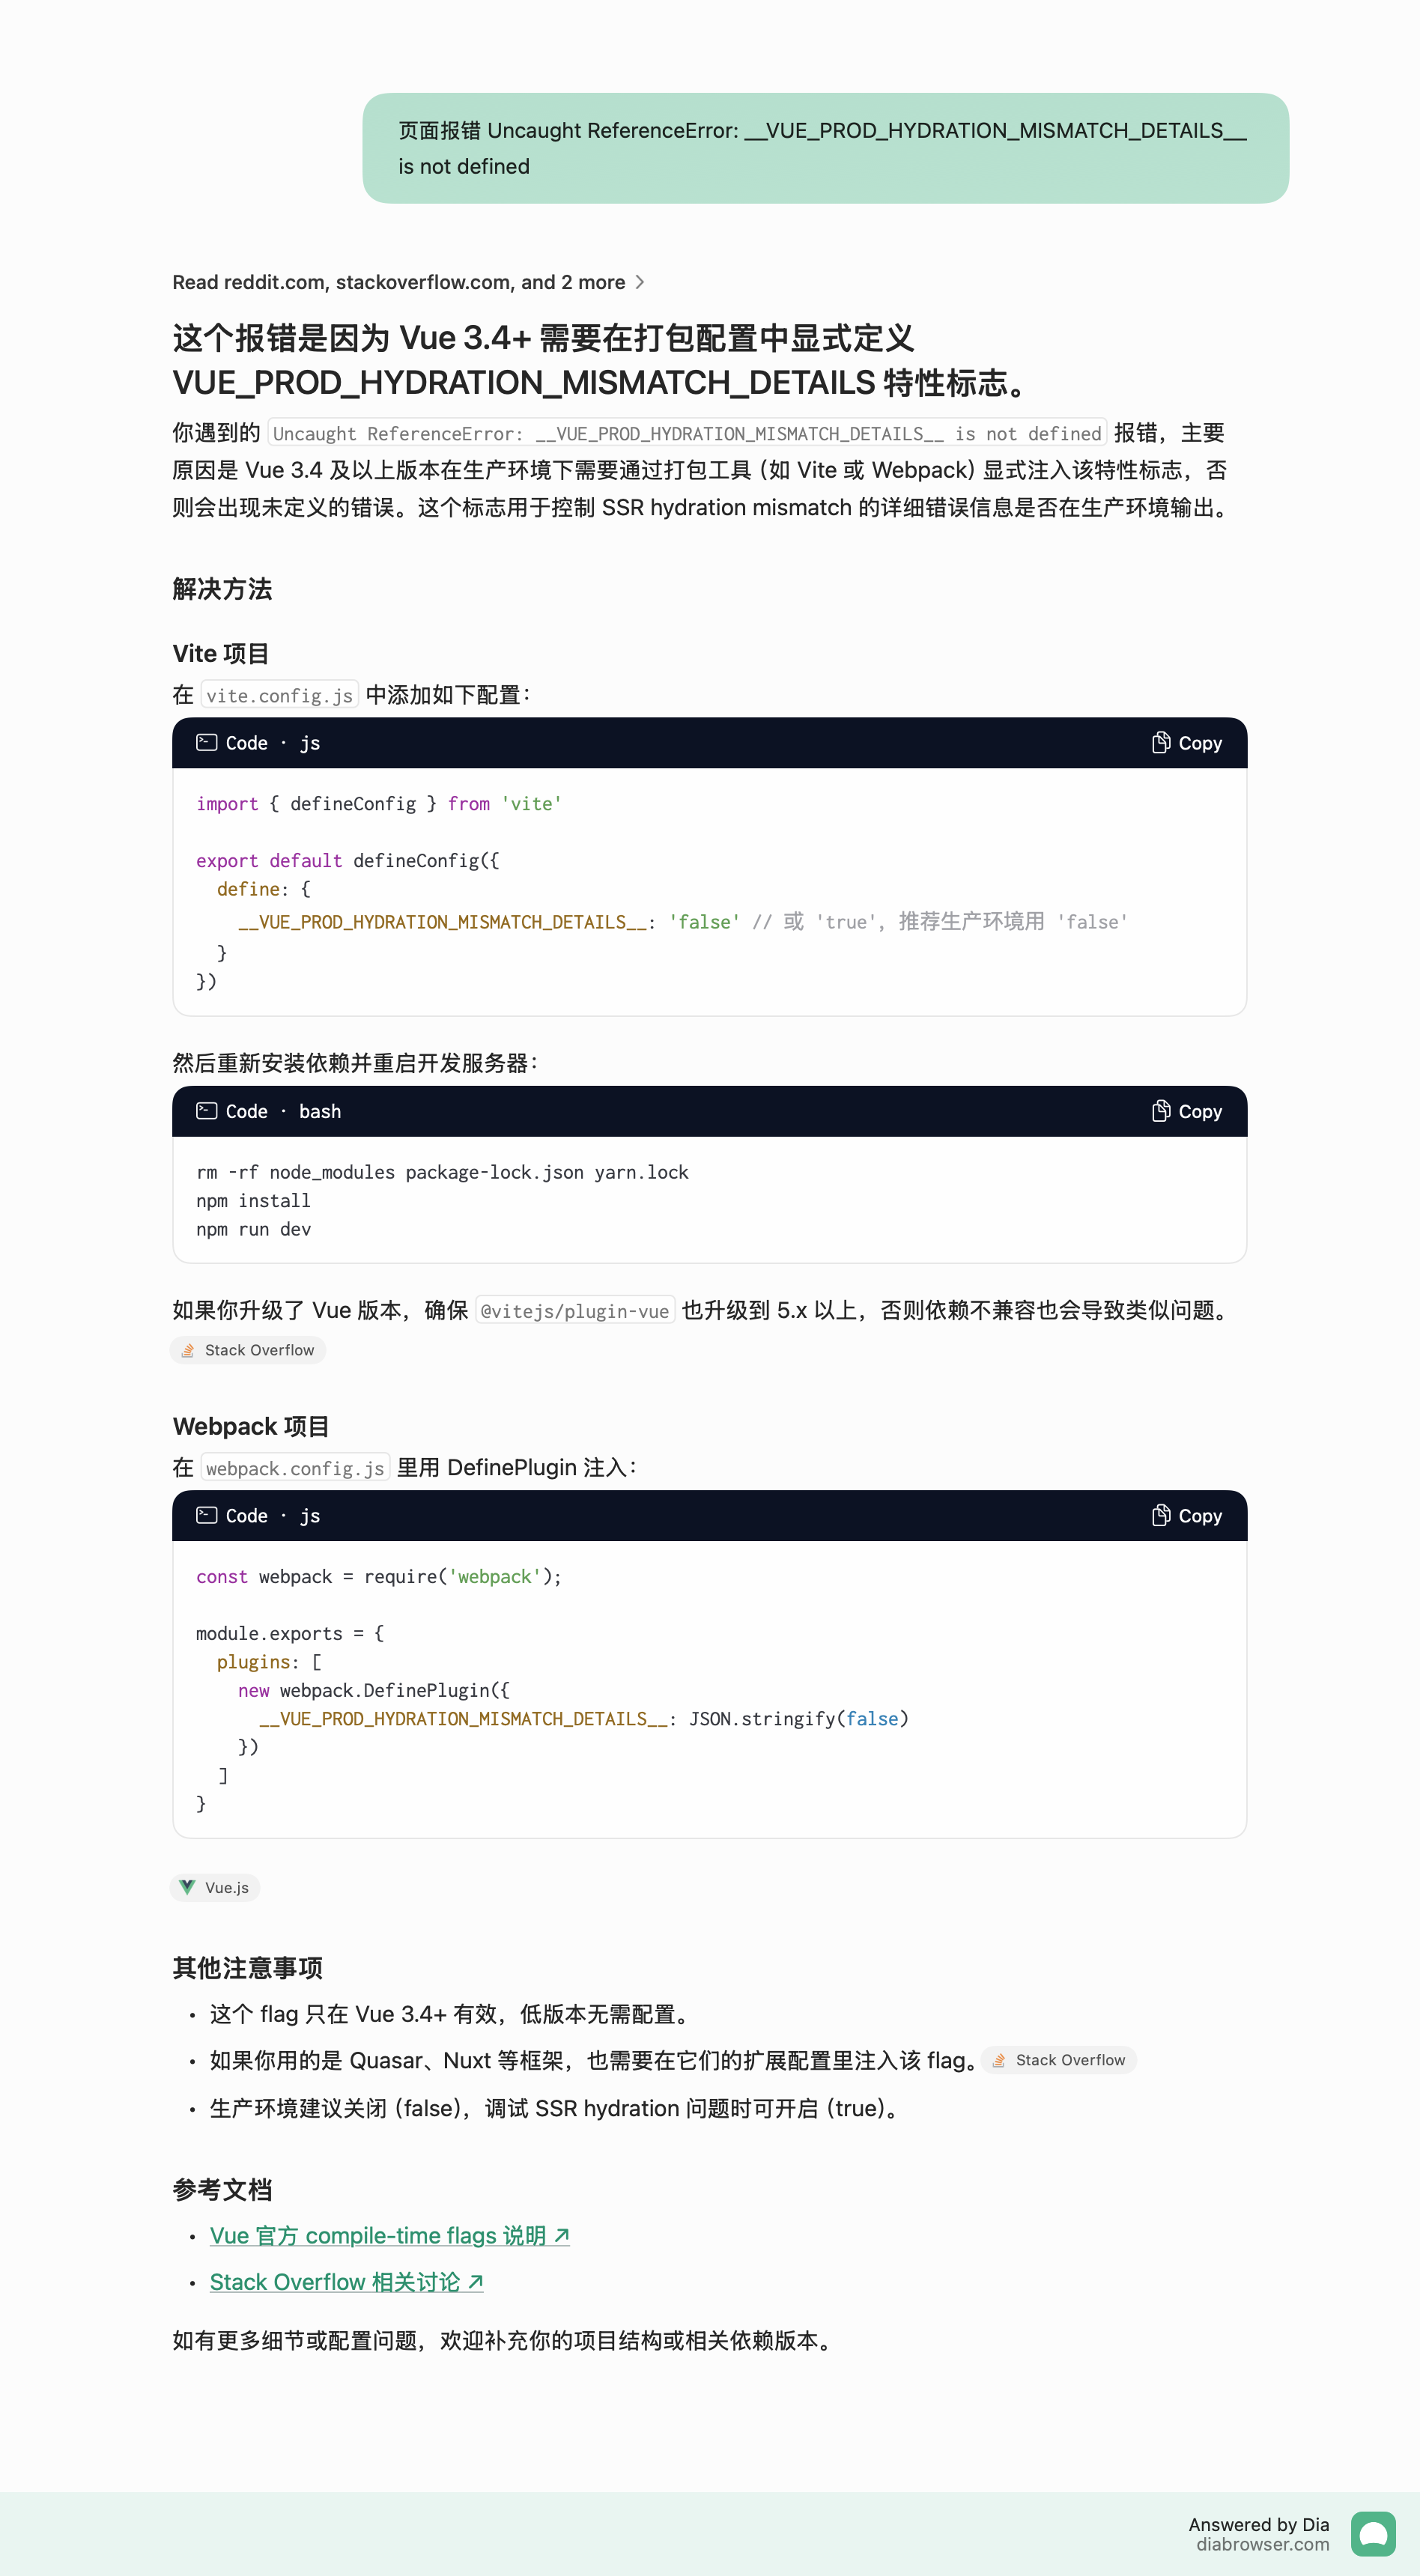 页面报错 Uncaught ReferenceError: __VUE_PROD_HYDRATION_MISMATCH_DETAILS__
is not defined
Read reddit.com, stackoverflow.com, and 2 more
这个报错是因为 Vue 3.4+ 需要在打包配置中显式定义
VUE_PROD_HYDRATION_MISMATCH_DETAILS 特性标志。
你遇到的 Uncaught ReferenceError: __VUE_PROD_HYDRATION_MISMATCH_DETAILS__ is not defined 报错，主要
原因是 Vue 3.4 及以上版本在生产环境下需要通过打包工具（如 Vite 或 Webpack）显式注入该特性标志，否
则会出现未定义的错误。这个标志用于控制 SSR hydration mismatch 的详细错误信息是否在生产环境输出。
解决方法
Vite 项目
在 vite.config.js 中添加如下配置：
Code · js
Copy
import { defineConfig } from 'vite'
export default defineConfig({
  define: {
    __VUE_PROD_HYDRATION_MISMATCH_DETAILS__: 'false' // 或 'true'，推荐生产环境用 'false'
  }
})
然后重新安装依赖并重启开发服务器：
Code · bash
Copy
rm -rf node_modules package-lock.json yarn.lock
npm install
npm run dev
如果你升级了 Vue 版本，确保 @vitejs/plugin-vue 也升级到 5.x 以上，否则依赖不兼容也会导致类似问题。
Stack Overflow
Webpack 项目
在 webpack.config.js 里用 DefinePlugin 注入：
Code · js
Copy
const webpack = require('webpack');
module.exports = {
  plugins: [
    new webpack.DefinePlugin({
      __VUE_PROD_HYDRATION_MISMATCH_DETAILS__: JSON.stringify(false)
    })
  ]
}
Vue.js
其他注意事项
• 这个 flag 只在 Vue 3.4+ 有效，低版本无需配置。
• 如果你用的是 Quasar、Nuxt 等框架，也需要在它们的扩展配置里注入该 flag。 Stack Overflow
• 生产环境建议关闭（false），调试 SSR hydration 问题时可开启（true）。
参考文档
• Vue 官方 compile-time flags 说明 ↗
• Stack Overflow 相关讨论 ↗
如有更多细节或配置问题，欢迎补充你的项目结构或相关依赖版本。
Answered by Dia
diabrowser.com